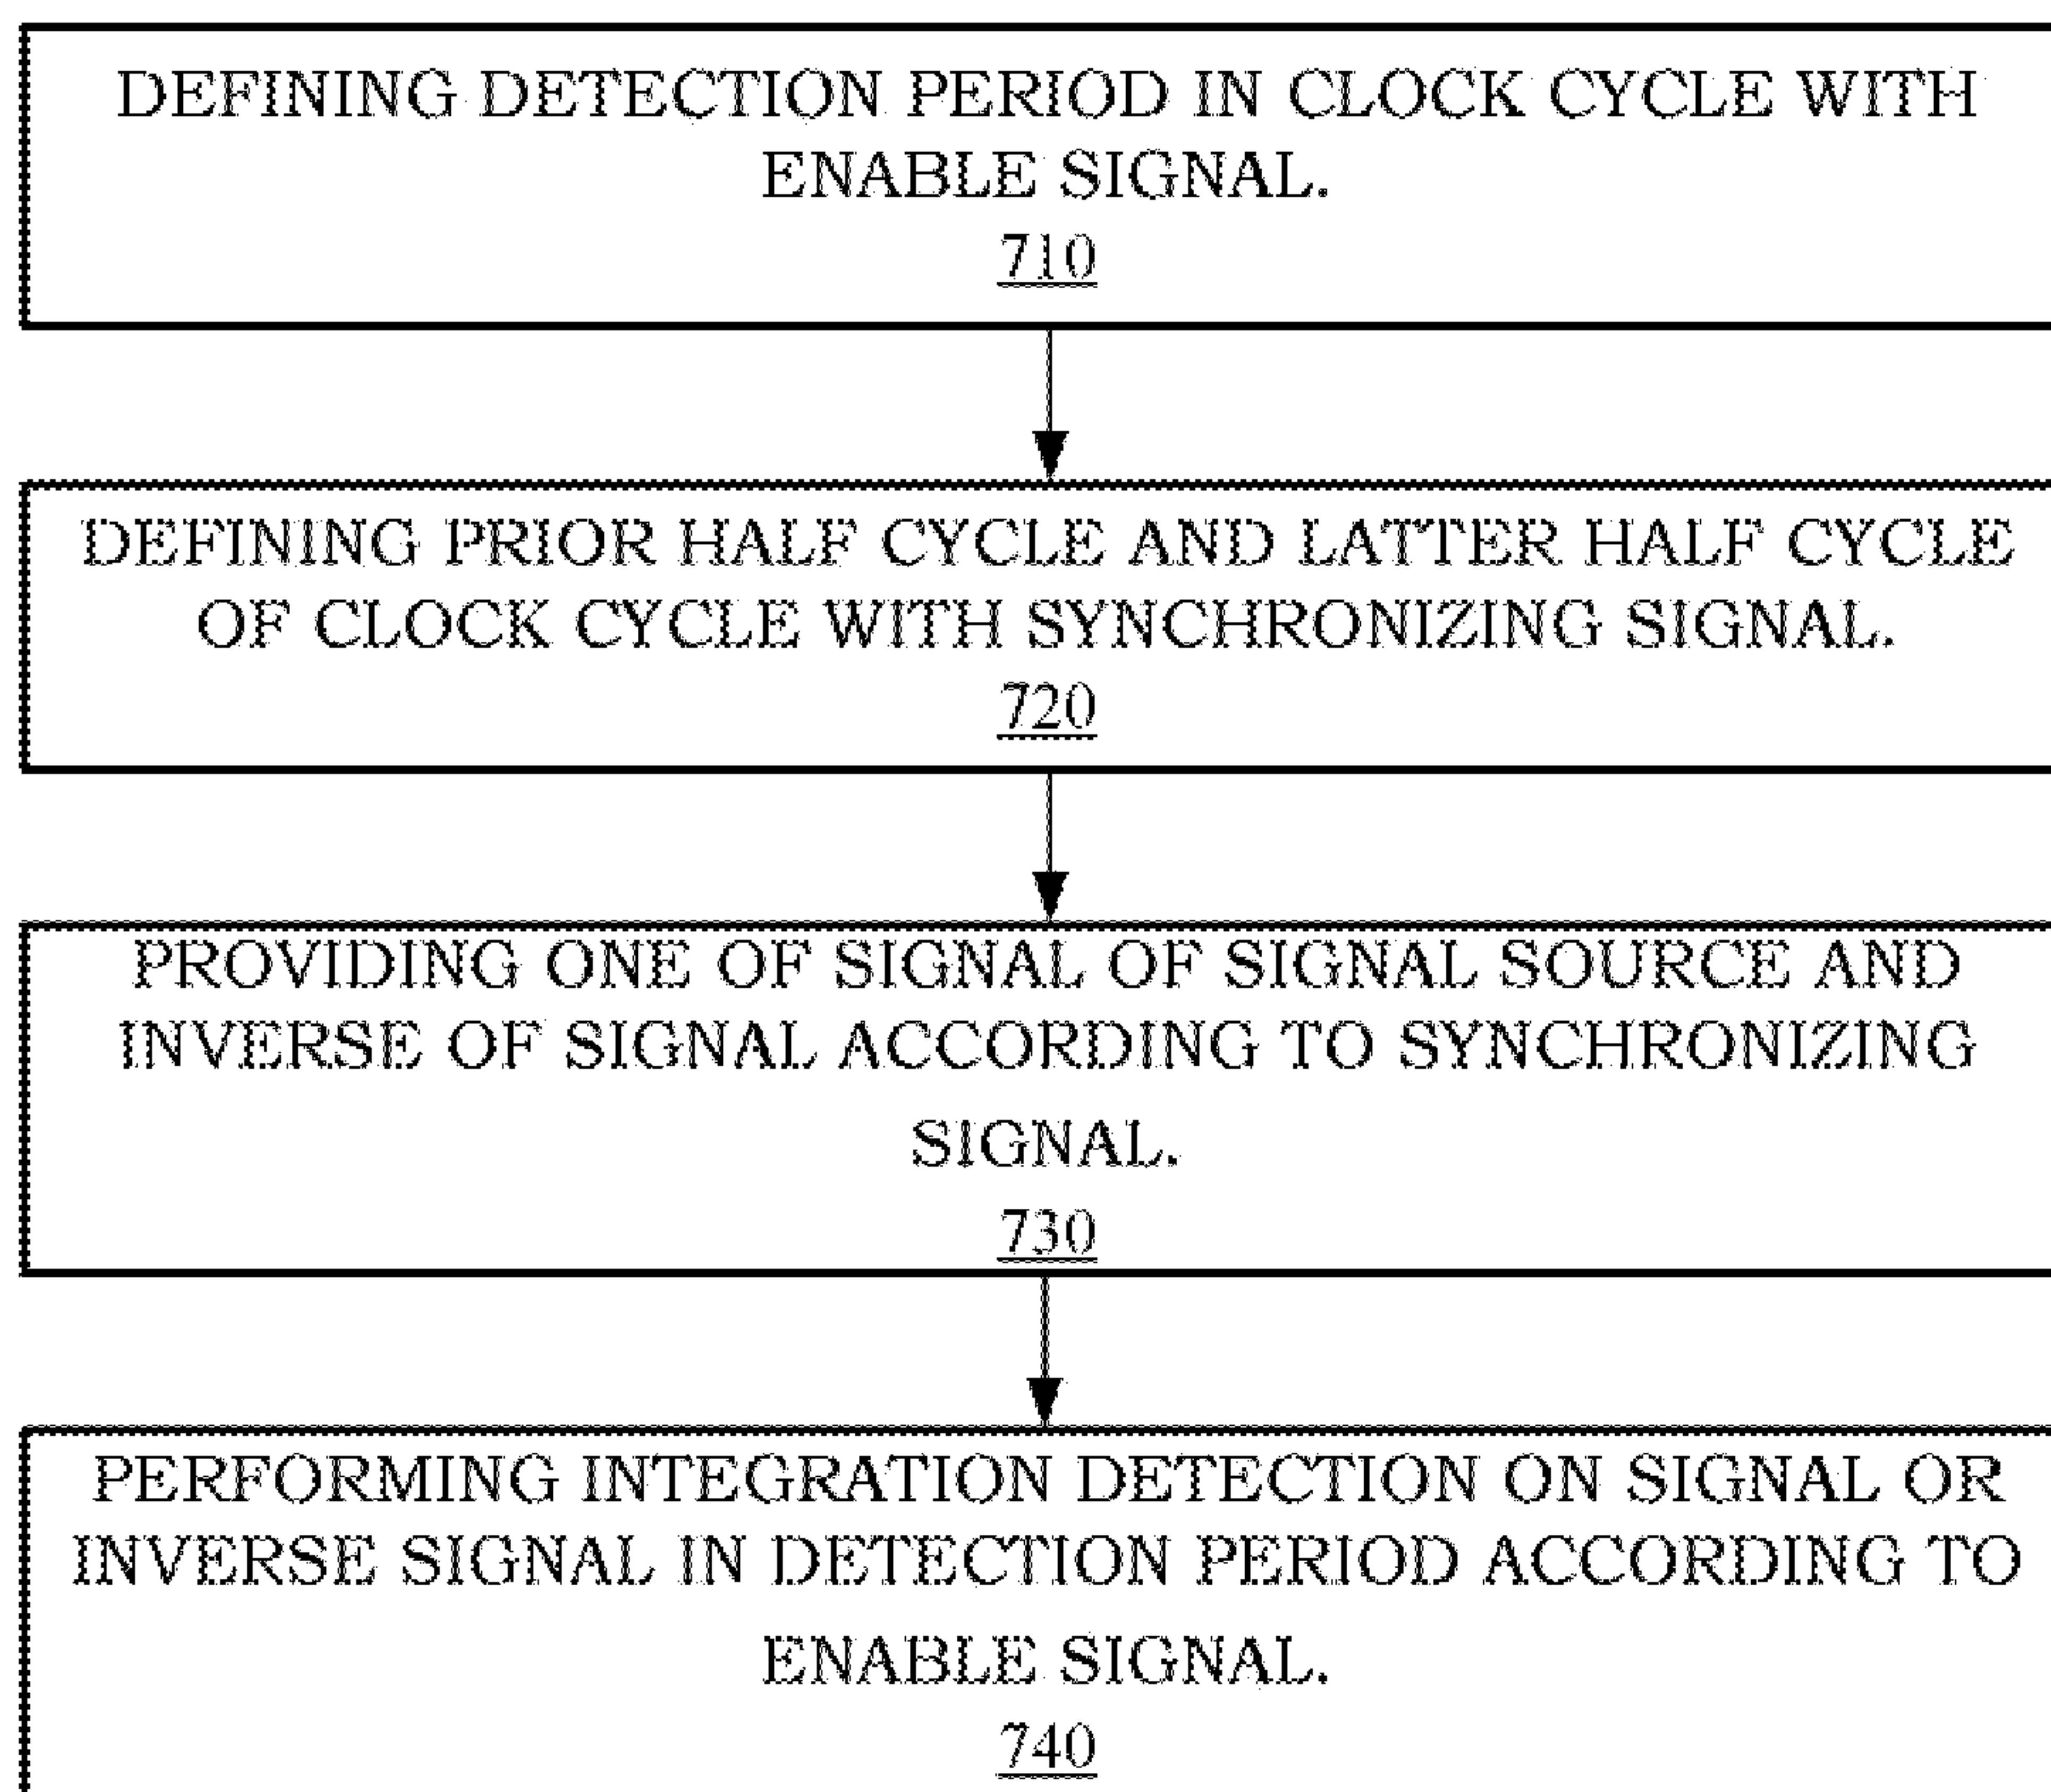 DEFINING DETECTION PERIOD IN CLOCK CYCLE WITH
ENABLE SIGNAL.
710
DEFINING PRIOR HALF CYCLE AND LATTER HALF CYCLE
OF CLOCK CYCLE WITH SYNCHRONIZING SIGNAL.
720
PROVIDING ONE OF SIGNAL OF SIGNAL SOURCE AND
INVERSE OF SIGNAL ACCORDING TO SYNCHRONIZING
SIGNAL.
730
PERFORMING INTEGRATION DETECTION ON SIGNAL OR
INVERSE SIGNAL IN DETECTION PERIOD ACCORDING TO
ENABLE SIGNAL.
740